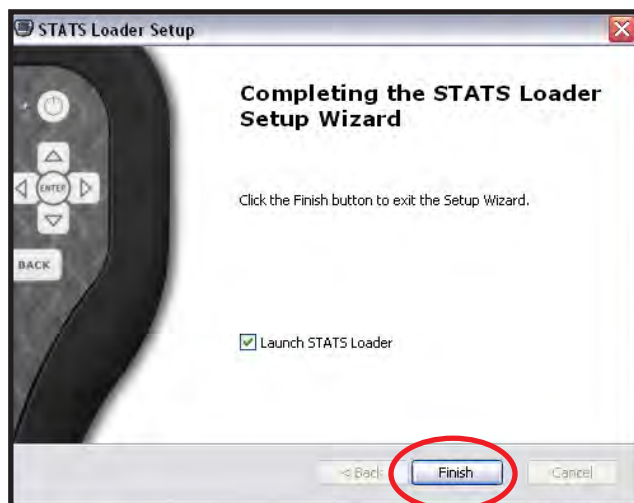 STATS Loader Setup
Completing the STATS Loader
Setup Wizard
ENTER
Click the Finish button to exit the Setup Wizard.
BACK
Launch STATS Loader
< Back
Finish
Cancel